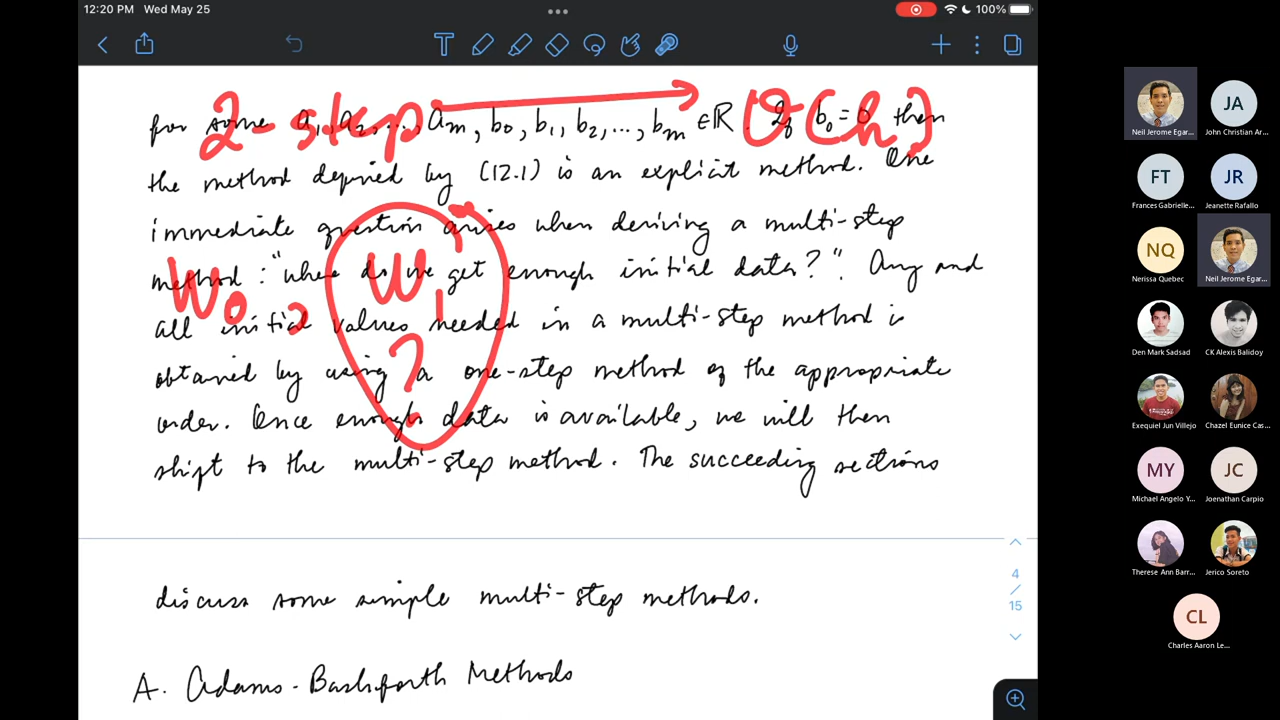 12:20 PM Wed May 25
100%
for some a₁, a₂, ..., aₘ, b₀, b₁, b₂, ..., bₘ ∈ ℝ. If b₀ = 0 then
2-step
O(h)
the method defined by (12.1) is an explicit method. One
immediate question arises when deriving a multi-step
method: "where do we get enough initial data?". Any and
W₀, W₁
?
all initial values needed in a multi-step method is
obtained by using a one-step method of the appropriate
order. Once enough data is available, we will then
shift to the multi-step method. The succeeding sections
discuss some simple multi-step methods.
A. Adams-Bashforth Methods
4
/
15
Neil Jerome Egar...
JA
John Christian Ar...
FT
Frances Gabrielle...
JR
Jeanette Rafallo
NQ
Nerissa Quebec
Neil Jerome Egar...
Den Mark Sadsad
CK Alexis Balidoy
Exequiel Jun Villejo
Chazel Eunice Cas...
MY
Michael Angelo Y...
JC
Joenathan Carpio
Therese Ann Barr...
Jerico Soreto
CL
Charles Aaron Le...